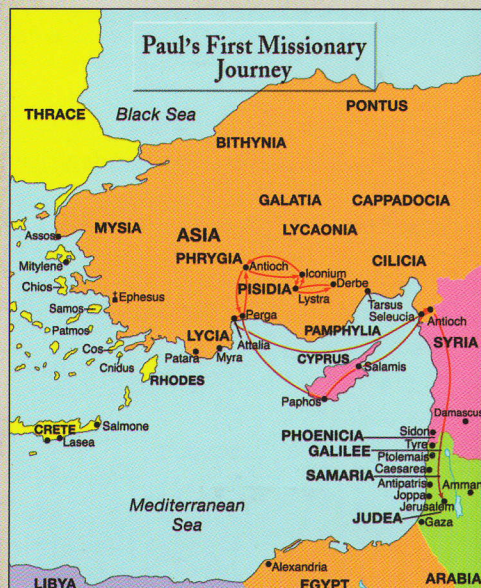 Paul's First Missionary
Journey
THRACE
Black Sea
PONTUS
BITHYNIA
GALATIA
CAPPADOCIA
MYSIA
ASIA
LYCAONIA
Assos
PHRYGIA
Antioch
CILICIA
Mitylene
Iconium
Chios
PISIDIA
Derbe
Ephesus
Lystra
Tarsus
Samos
Perga
Seleucia
Antioch
Patmos
LYCIA
PAMPHYLIA
SYRIA
Attalia
Cos
Patara
Myra
CYPRUS
Salamis
Cnidus
RHODES
Paphos
Damascus
CRETE
Salmone
PHOENICIA
Sidon
Lasea
Tyre
GALILEE
Ptolemais
SAMARIA
Caesarea
Antipatris
Amman
Mediterranean
Sea
Joppa
Jerusalem
JUDEA
Gaza
Alexandria
LIBYA
EGYPT
ARABIA